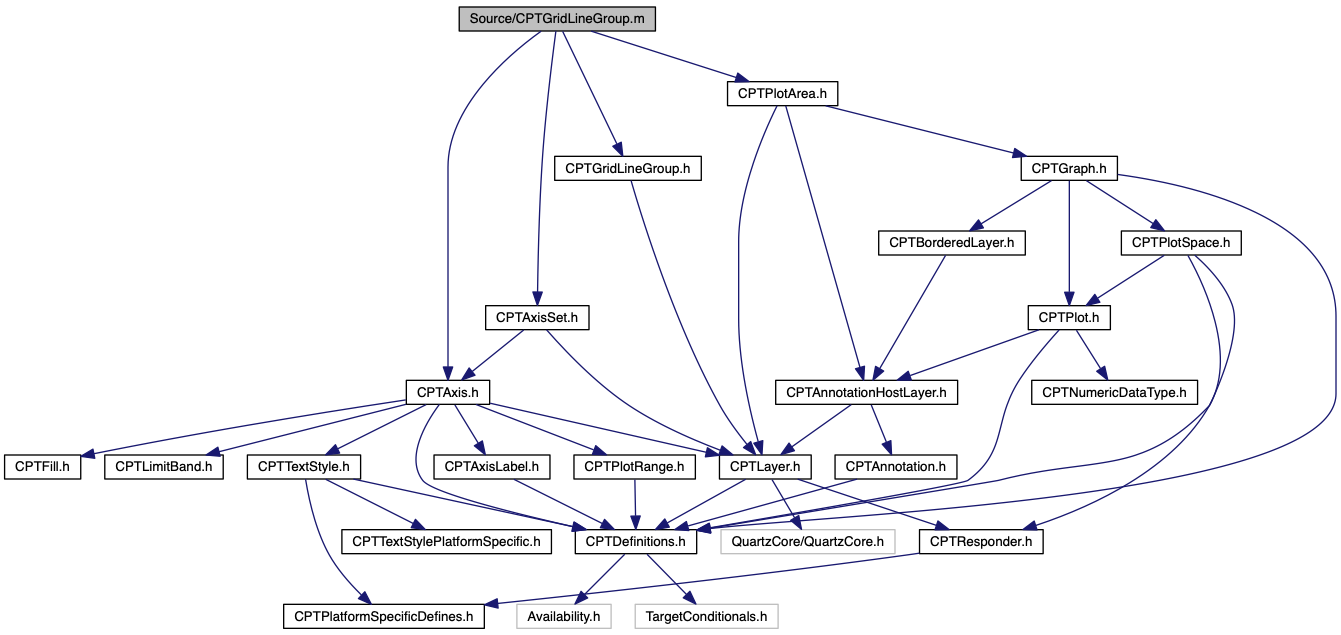 Source/CPTGridLineGroup.m
CPTPlotArea.h
CPTGridLineGroup.h
CPTGraph.h
CPTBorderedLayer.h
CPTPlotSpace.h
CPTAxisSet.h
CPTPlot.h
CPTAxis.h
CPTAnnotationHostLayer.h
CPTNumericDataType.h
CPTFill.h
CPTLimitBand.h
CPTTextStyle.h
CPTAxisLabel.h
CPTPlotRange.h
CPTLayer.h
CPTAnnotation.h
CPTTextStylePlatformSpecific.h
CPTDefinitions.h
QuartzCore/QuartzCore.h
CPTResponder.h
CPTPlatformSpecificDefines.h
Availability.h
TargetConditionals.h